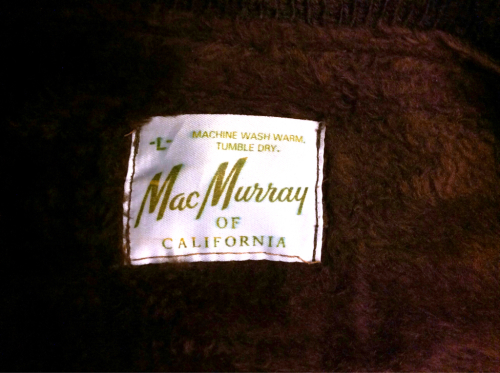 -L-
MACHINE WASH WARM,
TUMBLE DRY.
MacMurray
OF
CALIFORNIA